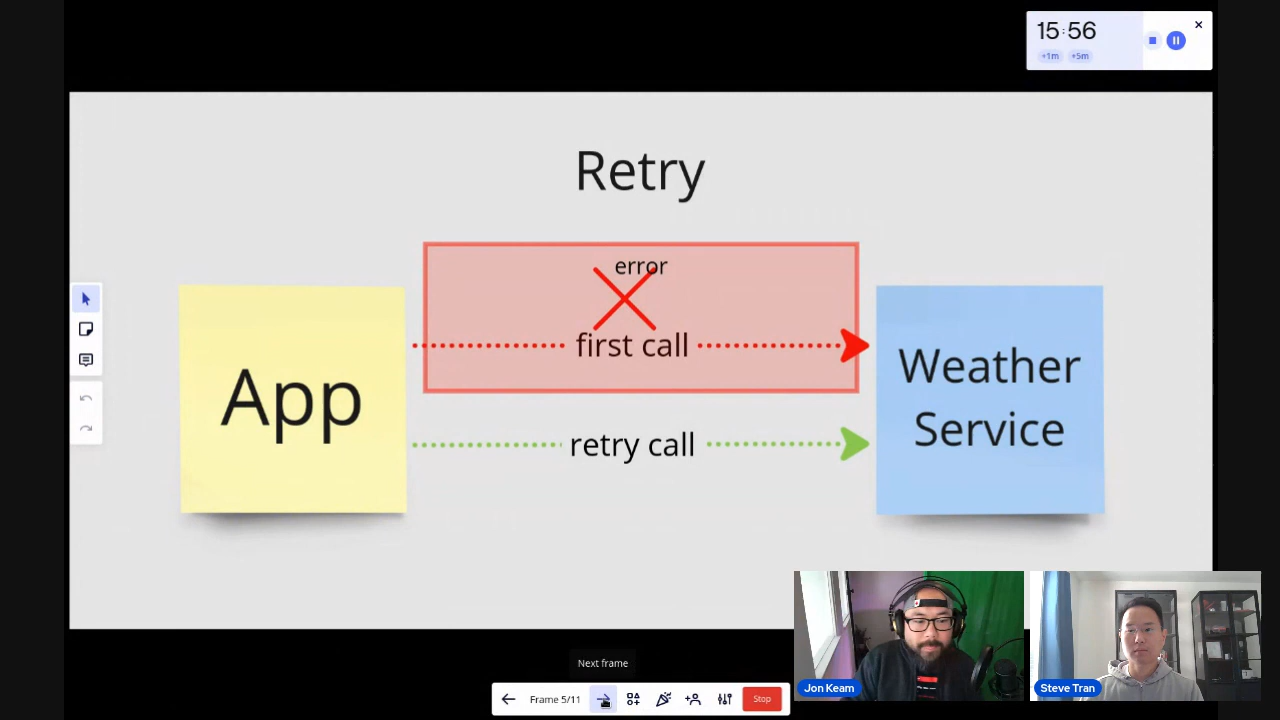 15:56
+1m +5m
Retry
error
first call
App
Weather
Service
retry call
Next frame
Frame 5/11
Stop
Jon Keam
Steve Tran